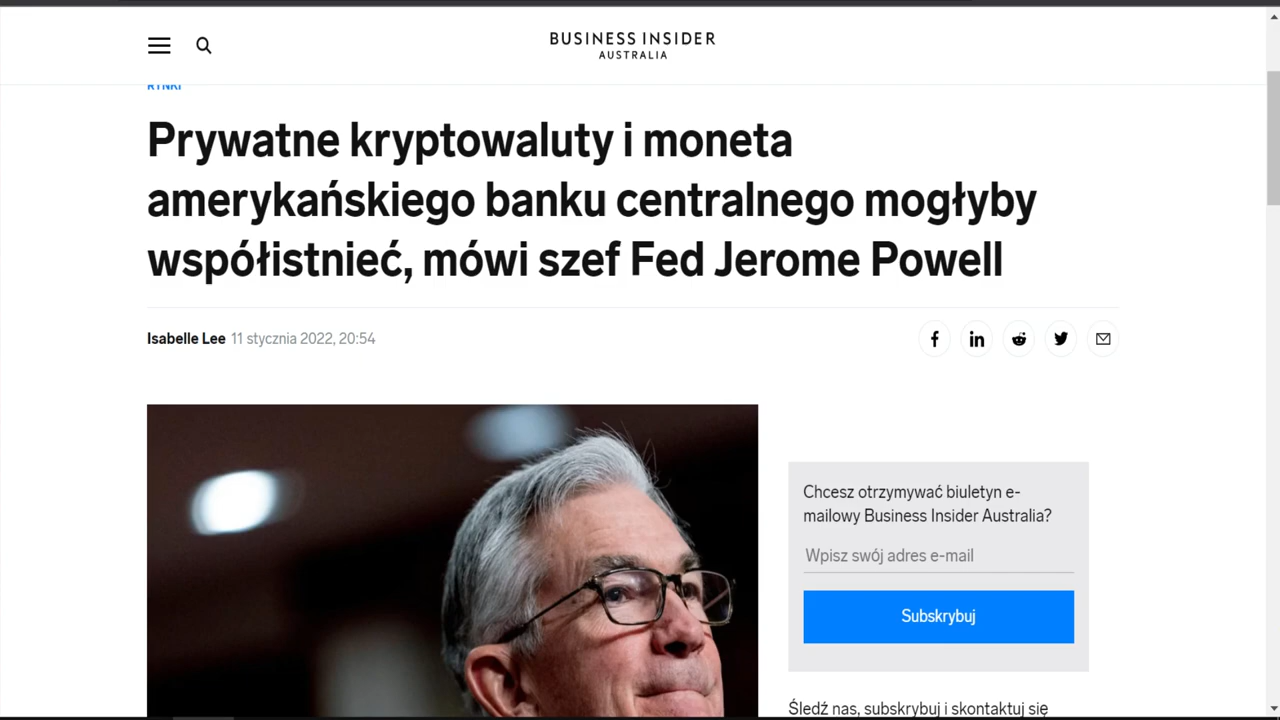 BUSINESS INSIDER
AUSTRALIA
RYNKI
Prywatne kryptowaluty i moneta
amerykańskiego banku centralnego mogłyby
współistnieć, mówi szef Fed Jerome Powell
Isabelle Lee 11 stycznia 2022, 20:54
Chcesz otrzymywać biuletyn e-
mailowy Business Insider Australia?
Wpisz swój adres e-mail
Subskrybuj
Śledź nas, subskrybuj i skontaktuj się